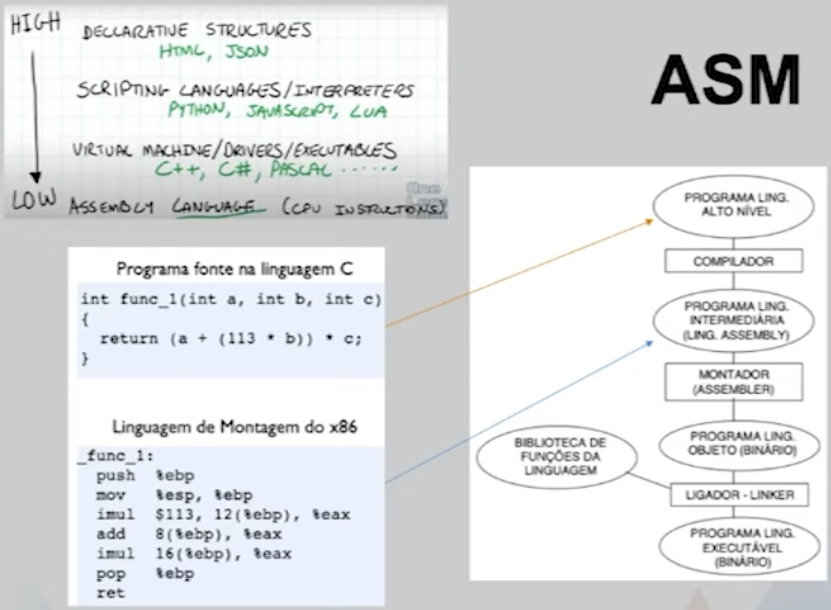 HIGH
DECLARATIVE STRUCTURES
HTML, JSON
SCRIPTING LANGUAGES/INTERPRETERS
PYTHON, JAVASCRIPT, LUA
VIRTUAL MACHINE/DRIVERS/EXECUTABLES
C++, C#, PASCAL ......
LOW
ASSEMBLY LANGUAGE (CPU INSTRUCTIONS)
One
ASM
Programa fonte na linguagem C
int func_1(int a, int b, int c)
{
return (a + (113 * b)) * c;
}
Linguagem de Montagem do x86
_func_1:
push %ebp
mov %esp, %ebp
imul $113, 12(%ebp), %eax
add 8(%ebp), %eax
imul 16(%ebp), %eax
pop %ebp
ret
PROGRAMA LING.
ALTO NÍVEL
COMPILADOR
PROGRAMA LING.
INTERMEDIÁRIA
(LING. ASSEMBLY)
MONTADOR
(ASSEMBLER)
BIBLIOTECA DE
FUNÇÕES DA
LINGUAGEM
PROGRAMA LING.
OBJETO (BINÁRIO)
LIGADOR - LINKER
PROGRAMA LING.
EXECUTÁVEL
(BINÁRIO)